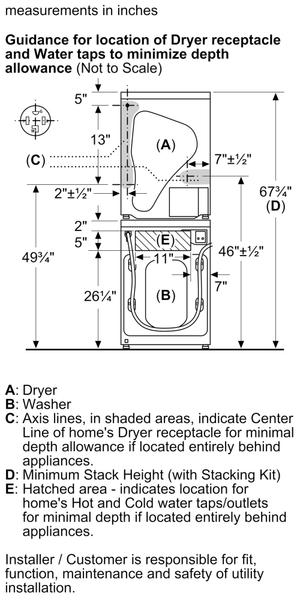 measurements in inches
Guidance for location of Dryer receptacle
and Water taps to minimize depth
allowance (Not to Scale)
5"
(A)
13"
(C)
7"±½"
2"±½"
67¾"
(D)
2"
(E)
5"
11"
46"±½"
49¾"
7"
26¼"
(B)
A: Dryer
B: Washer
C: Axis lines, in shaded areas, indicate Center
Line of home's Dryer receptacle for minimal
depth allowance if located entirely behind
appliances.
D: Minimum Stack Height (with Stacking Kit)
E: Hatched area - indicates location for
home's Hot and Cold water taps/outlets
for minimal depth if located entirely behind
appliances.
Installer / Customer is responsible for fit,
function, maintenance and safety of utility
installation.